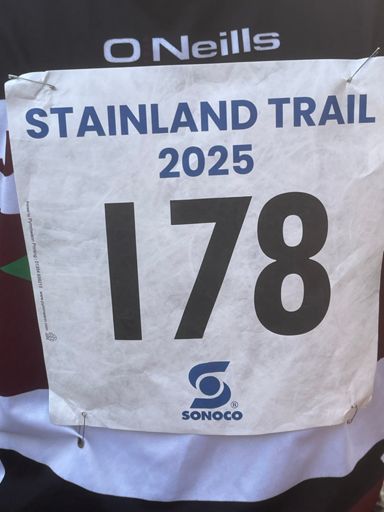 O'Neills
STAINLAND TRAIL
2025
178
SONOCO
®